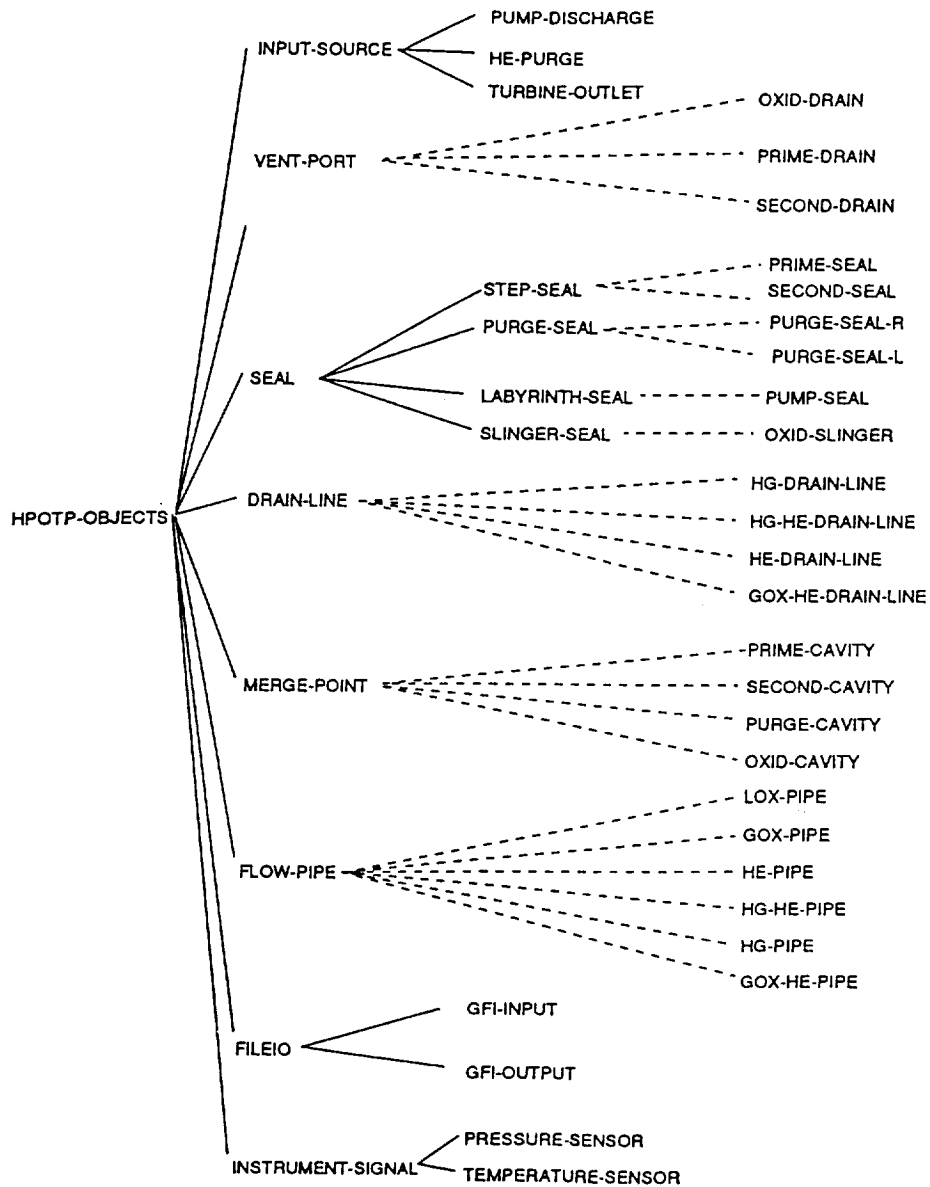 PUMP-DISCHARGE
INPUT-SOURCE
HE-PURGE
TURBINE-OUTLET
OXID-DRAIN
VENT-PORT
PRIME-DRAIN
SECOND-DRAIN
PRIME-SEAL
STEP-SEAL
SECOND-SEAL
PURGE-SEAL
PURGE-SEAL-R
PURGE-SEAL-L
SEAL
LABYRINTH-SEAL
PUMP-SEAL
SLINGER-SEAL
OXID-SLINGER
HG-DRAIN-LINE
DRAIN-LINE
HPOTP-OBJECTS
HG-HE-DRAIN-LINE
HE-DRAIN-LINE
GOX-HE-DRAIN-LINE
PRIME-CAVITY
MERGE-POINT
SECOND-CAVITY
PURGE-CAVITY
OXID-CAVITY
LOX-PIPE
GOX-PIPE
FLOW-PIPE
HE-PIPE
HG-HE-PIPE
HG-PIPE
GOX-HE-PIPE
GFI-INPUT
FILEIO
GFI-OUTPUT
PRESSURE-SENSOR
INSTRUMENT-SIGNAL
TEMPERATURE-SENSOR